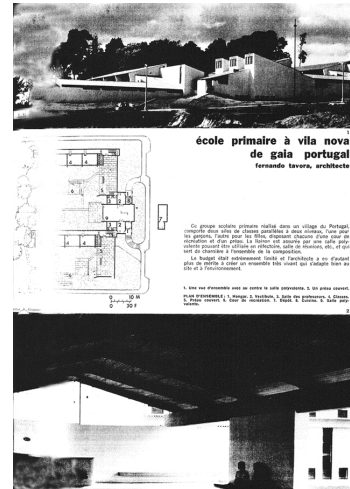 1
école primaire à vila nova
de gaia portugal
fernando tavora, architecte
Ce groupe scolaire primaire réalisé dans un village du Portugal,
comporte deux ailes de classes parallèles à deux niveaux, l'une pour
les garçons, l'autre pour les filles, disposant chacune d'une cour de
récréation et d'un préau. La liaison est assurée par une salle poly-
valente pouvant être utilisée en réfectoire, salle de réunions, etc., et qui
sert de charnière à l'ensemble de la composition.
Le budget était extrêmement limité et l'architecte a eu d'autant
plus de mérite à créer un ensemble très vivant qui s'adapte bien au
site et à l'environnement.
1. Une vue d'ensemble avec au centre la salle polyvalente. 2. Un préau couvert.
PLAN D'ENSEMBLE : 1. Hangar. 2. Vestibule. 3. Salle des professeurs. 4. Classes.
5. Préau couvert. 6. Cour de récréation. 7. Dépôt. 8. Cuisine. 9. Salle poly-
valente.
0 10 M
0 30 F
2